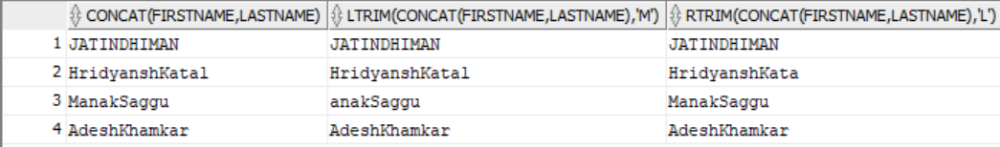 CONCAT(FIRSTNAME,LASTNAME) LTRIM(CONCAT(FIRSTNAME,LASTNAME),'M') RTRIM(CONCAT(FIRSTNAME,LASTNAME),'L')
1 JATINDHIMAN JATINDHIMAN JATINDHIMAN
2 HridyanshKatal HridyanshKatal HridyanshKata
3 ManakSaggu anakSaggu ManakSaggu
4 AdeshKhamkar AdeshKhamkar AdeshKhamkar